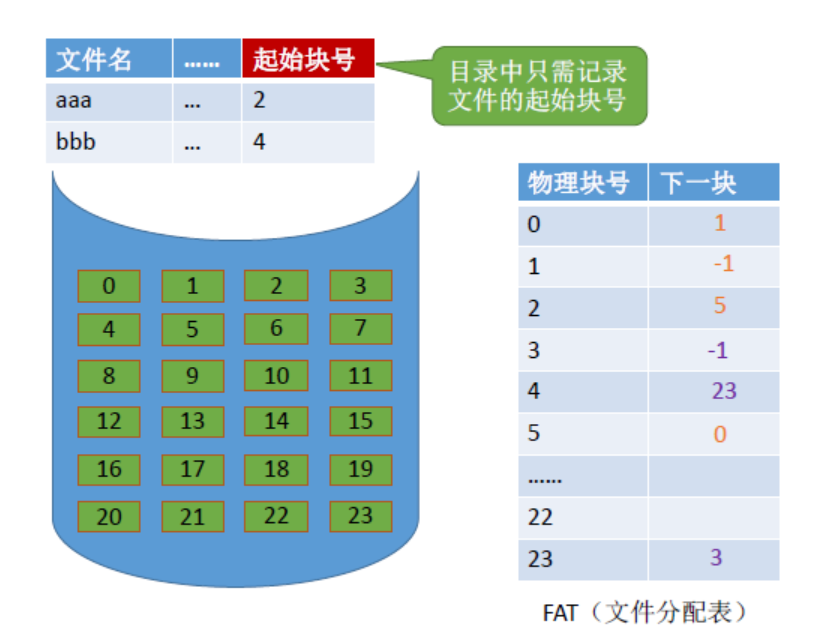 文件名 …… 起始块号
aaa … 2
bbb … 4
目录中只需记录
文件的起始块号
0 1 2 3
4 5 6 7
8 9 10 11
12 13 14 15
16 17 18 19
20 21 22 23
物理块号 下一块
0 1
1 -1
2 5
3 -1
4 23
5 0
……
22
23 3
FAT（文件分配表）